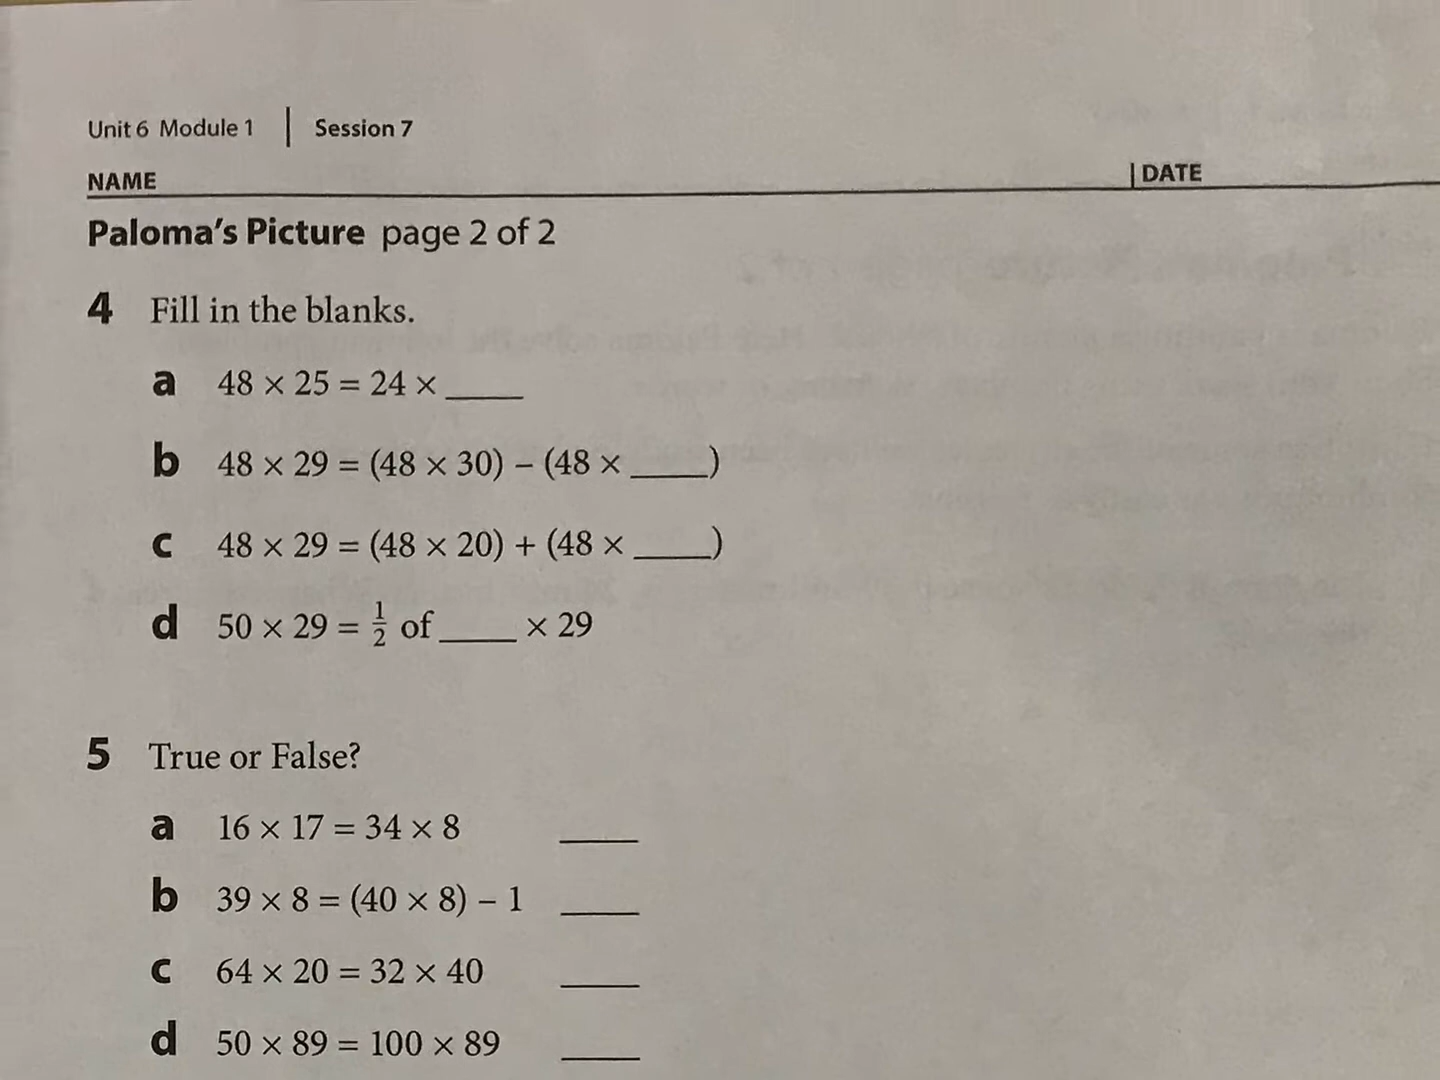 Unit 6 Module 1 | Session 7
NAME | DATE
Paloma's Picture page 2 of 2
4 Fill in the blanks.
a 48 × 25 = 24 × ____
b 48 × 29 = (48 × 30) – (48 × ____)
c 48 × 29 = (48 × 20) + (48 × ____)
d 50 × 29 = 1/2 of ____ × 29
5 True or False?
a 16 × 17 = 34 × 8 ____
b 39 × 8 = (40 × 8) – 1 ____
c 64 × 20 = 32 × 40 ____
d 50 × 89 = 100 × 89 ____